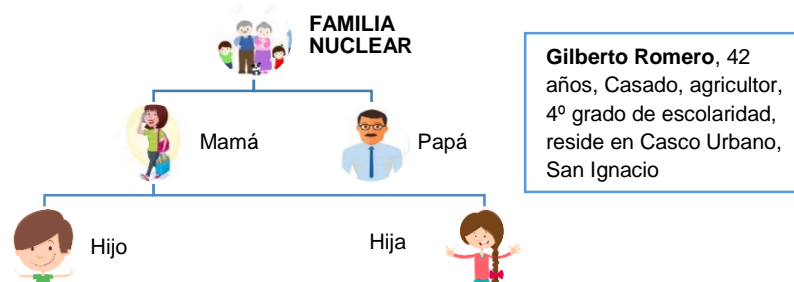 FAMILIA
NUCLEAR
Mamá
Papá
Hijo
Hija
Gilberto Romero, 42
años, Casado, agricultor,
4º grado de escolaridad,
reside en Casco Urbano,
San Ignacio